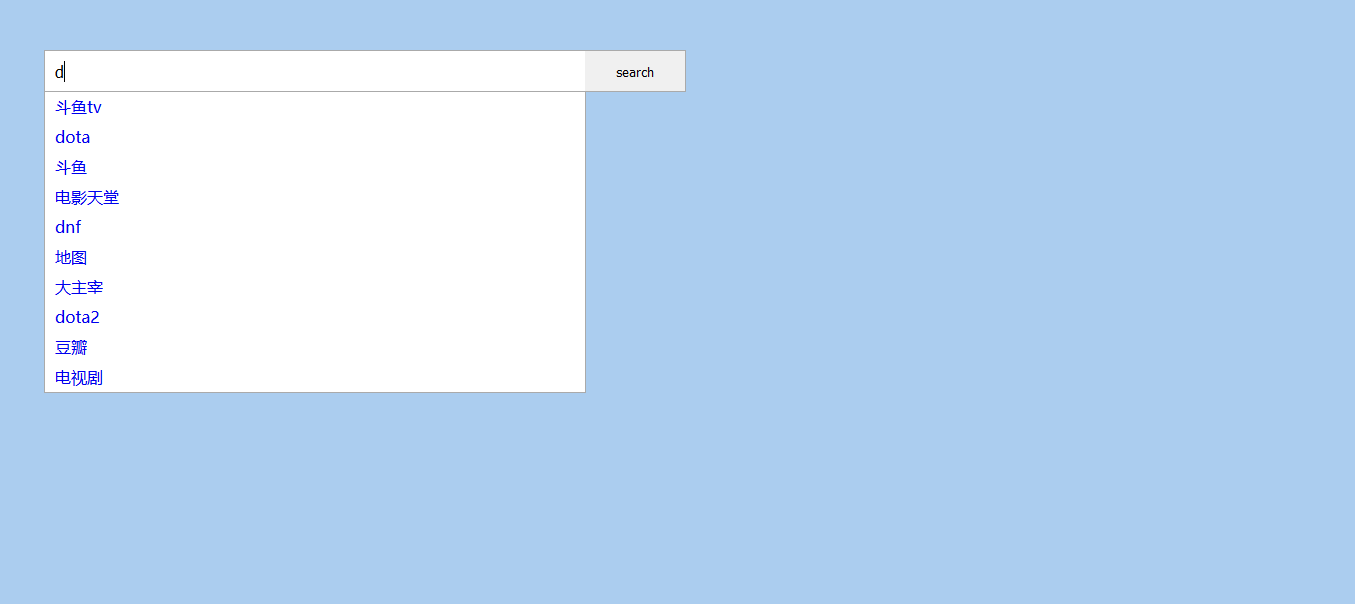 d
search
斗鱼tv
dota
斗鱼
电影天堂
dnf
地图
大主宰
dota2
豆瓣
电视剧